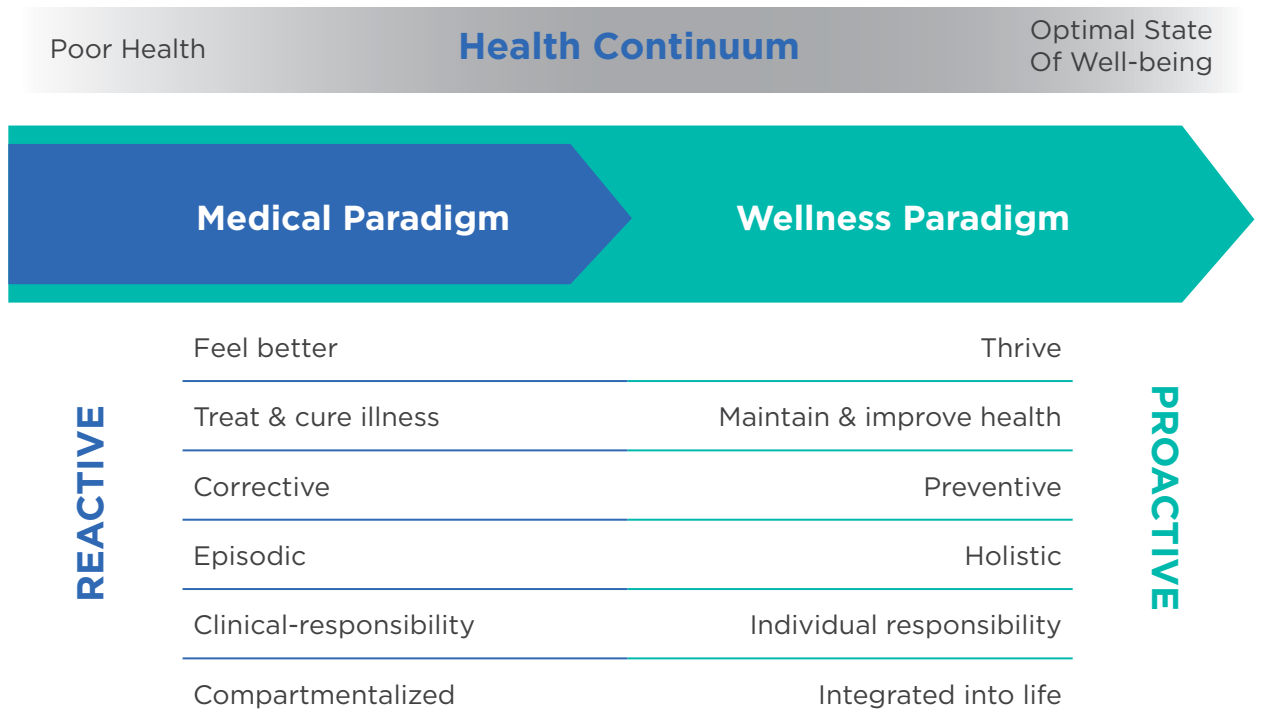 Poor Health
Health Continuum
Optimal State
Of Well-being
Medical Paradigm
Wellness Paradigm
REACTIVE
Feel better
Thrive
Treat & cure illness
Maintain & improve health
Corrective
Preventive
Episodic
Holistic
Clinical-responsibility
Individual responsibility
Compartmentalized
Integrated into life
PROACTIVE